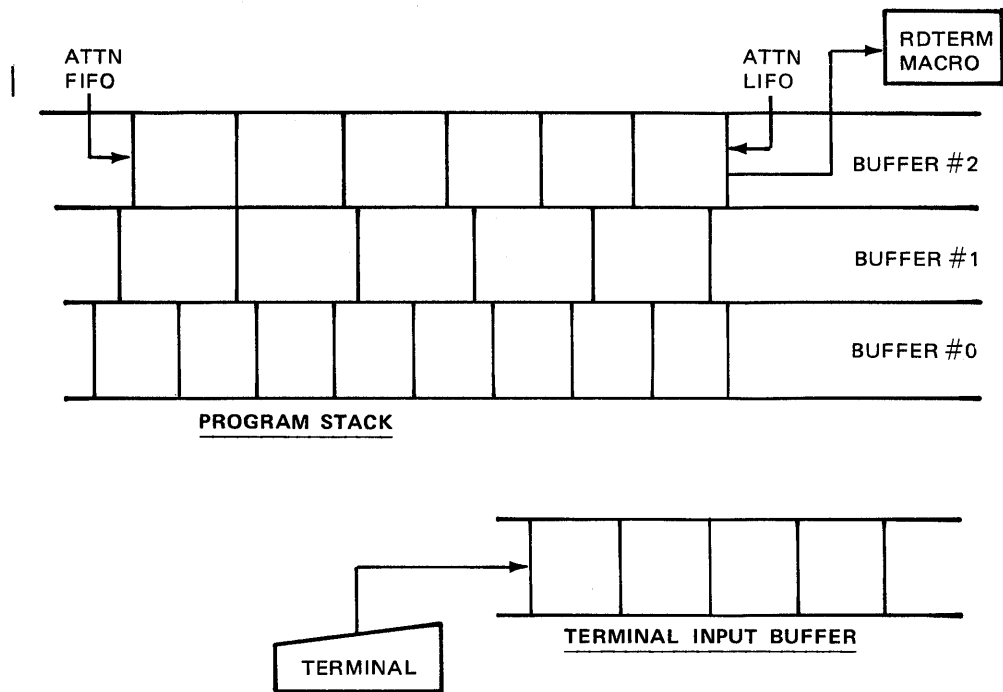 ATTN
FIFO
ATTN
LIFO
RDTERM
MACRO
BUFFER #2
BUFFER #1
BUFFER #0
PROGRAM STACK
TERMINAL INPUT BUFFER
TERMINAL